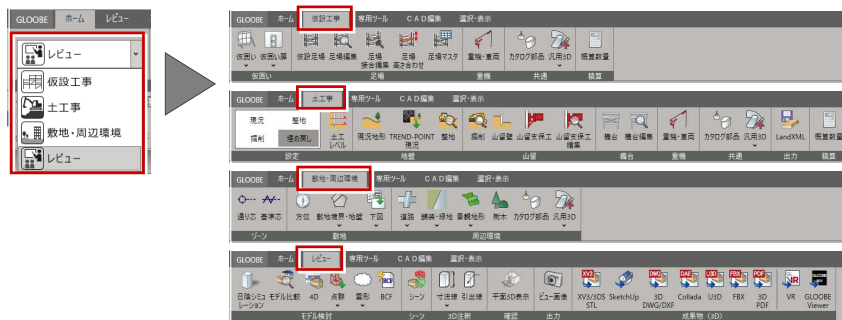 GLOOBE ホーム レビュー
レビュー
仮設工事
土工事
敷地・周辺環境
レビュー
GLOOBE ホーム 仮設工事 専用ツール CAD編集 選択・表示
仮囲い 仮囲い扉 仮設足場 足場編集 足場 接合編集 足場 高さ合わせ 足場マスタ 重機・車両 カタログ部品 汎用3D 概算数量
仮囲い 足場 重機 共通 積算
GLOOBE ホーム 土工事 専用ツール CAD編集 選択・表示
現況 整地
掘削 埋め戻し 土工 レベル 現況地形 TREND-POINT 現況 整地 掘削 山留壁 山留支保工 山留支保工 編集 構台 構台編集 重機・車両 カタログ部品 汎用3D LandXML 概算数量
設定 地盤 山留 構台 重機 共通 出力 積算
GLOOBE ホーム 敷地・周辺環境 専用ツール CAD編集 選択・表示
通り芯 基準芯 方位 敷地境界・地盤 下図 道路 舗装・緑地 景観地形 樹木 カタログ部品 汎用3D
ゾーン 敷地 周辺環境
GLOOBE ホーム レビュー 専用ツール CAD編集 選択・表示
日陰シミュレーション モデル比較 4D 点群 雲形 BCF シーン 寸法線 引出線 平面3D表示 ビュー画像 XV3/3DS STL SketchUp 3D DWG/DXF Collada U3D FBX 3D PDF VR GLOOBE Viewer
モデル検討 シーン 3D注釈 確認 出力 成果物（3D）